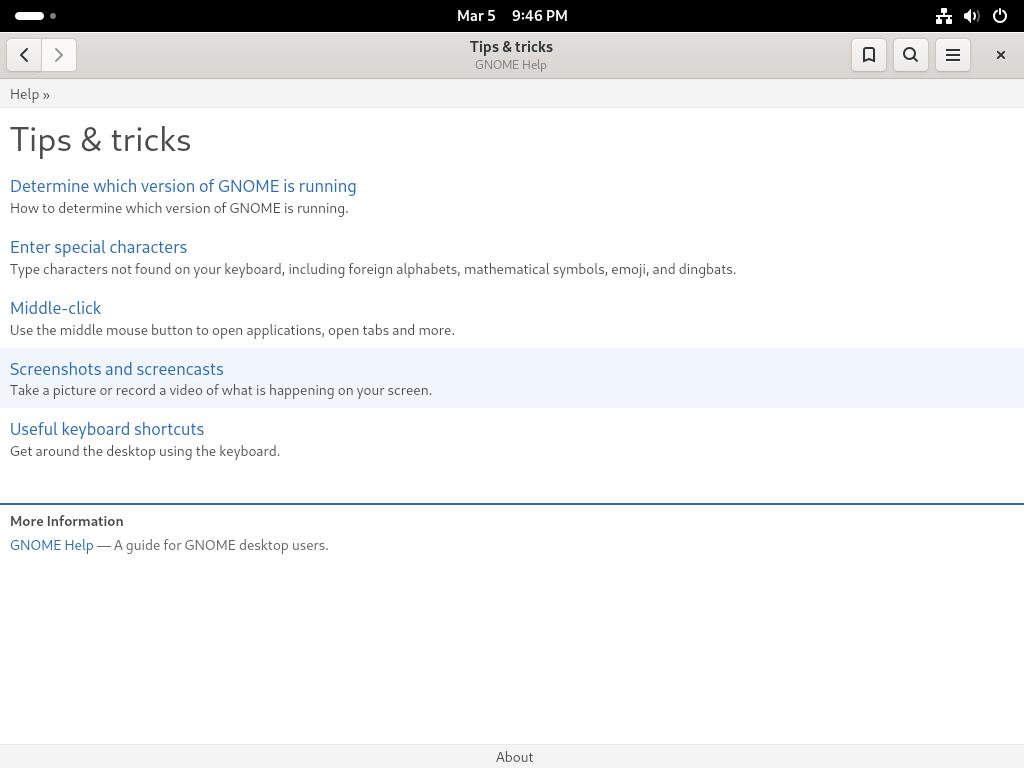 Mar 5 9:46 PM
Tips & tricks
GNOME Help
Help »
Tips & tricks
Determine which version of GNOME is running
How to determine which version of GNOME is running.
Enter special characters
Type characters not found on your keyboard, including foreign alphabets, mathematical symbols, emoji, and dingbats.
Middle-click
Use the middle mouse button to open applications, open tabs and more.
Screenshots and screencasts
Take a picture or record a video of what is happening on your screen.
Useful keyboard shortcuts
Get around the desktop using the keyboard.
More Information
GNOME Help — A guide for GNOME desktop users.
About